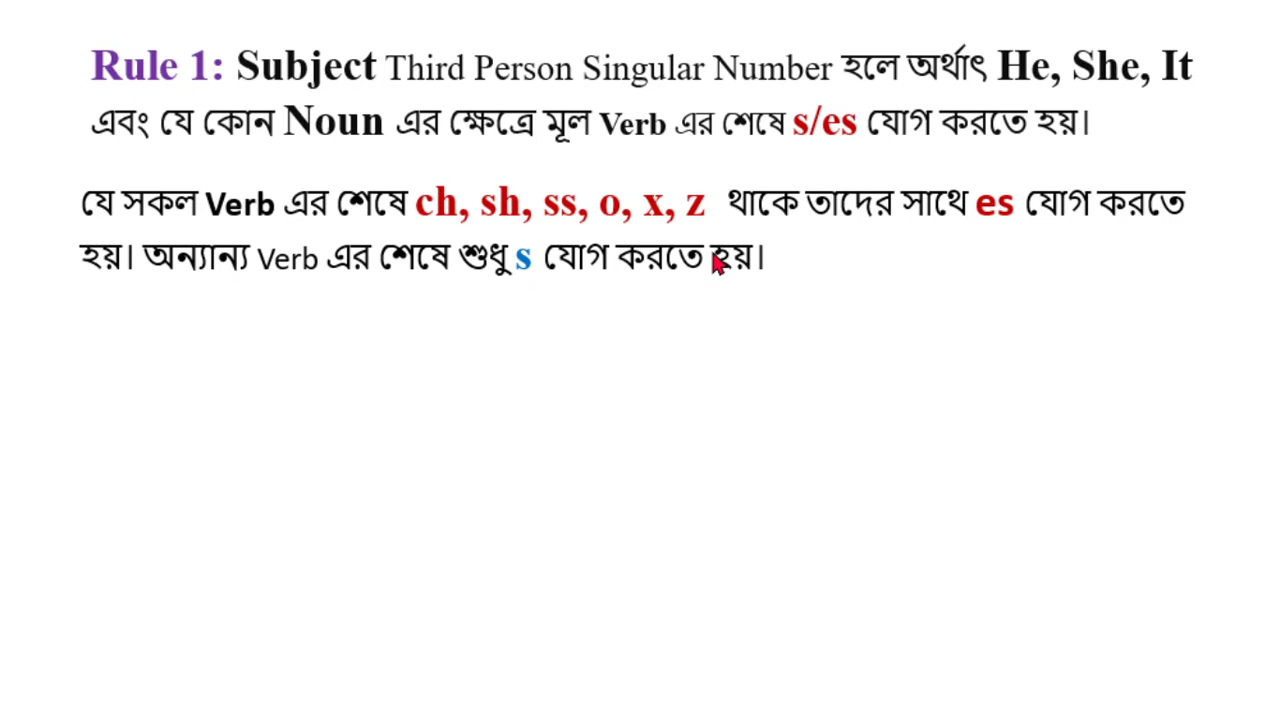 Rule 1: Subject Third Person Singular Number হলে অর্থাৎ He, She, It
এবং যে কোন Noun এর ক্ষেত্রে মূল Verb এর শেষে s/es যোগ করতে হয়।
যে সকল Verb এর শেষে ch, sh, ss, o, x, z থাকে তাদের সাথে es যোগ করতে
হয়। অন্যান্য Verb এর শেষে শুধু s যোগ করতে হয়।